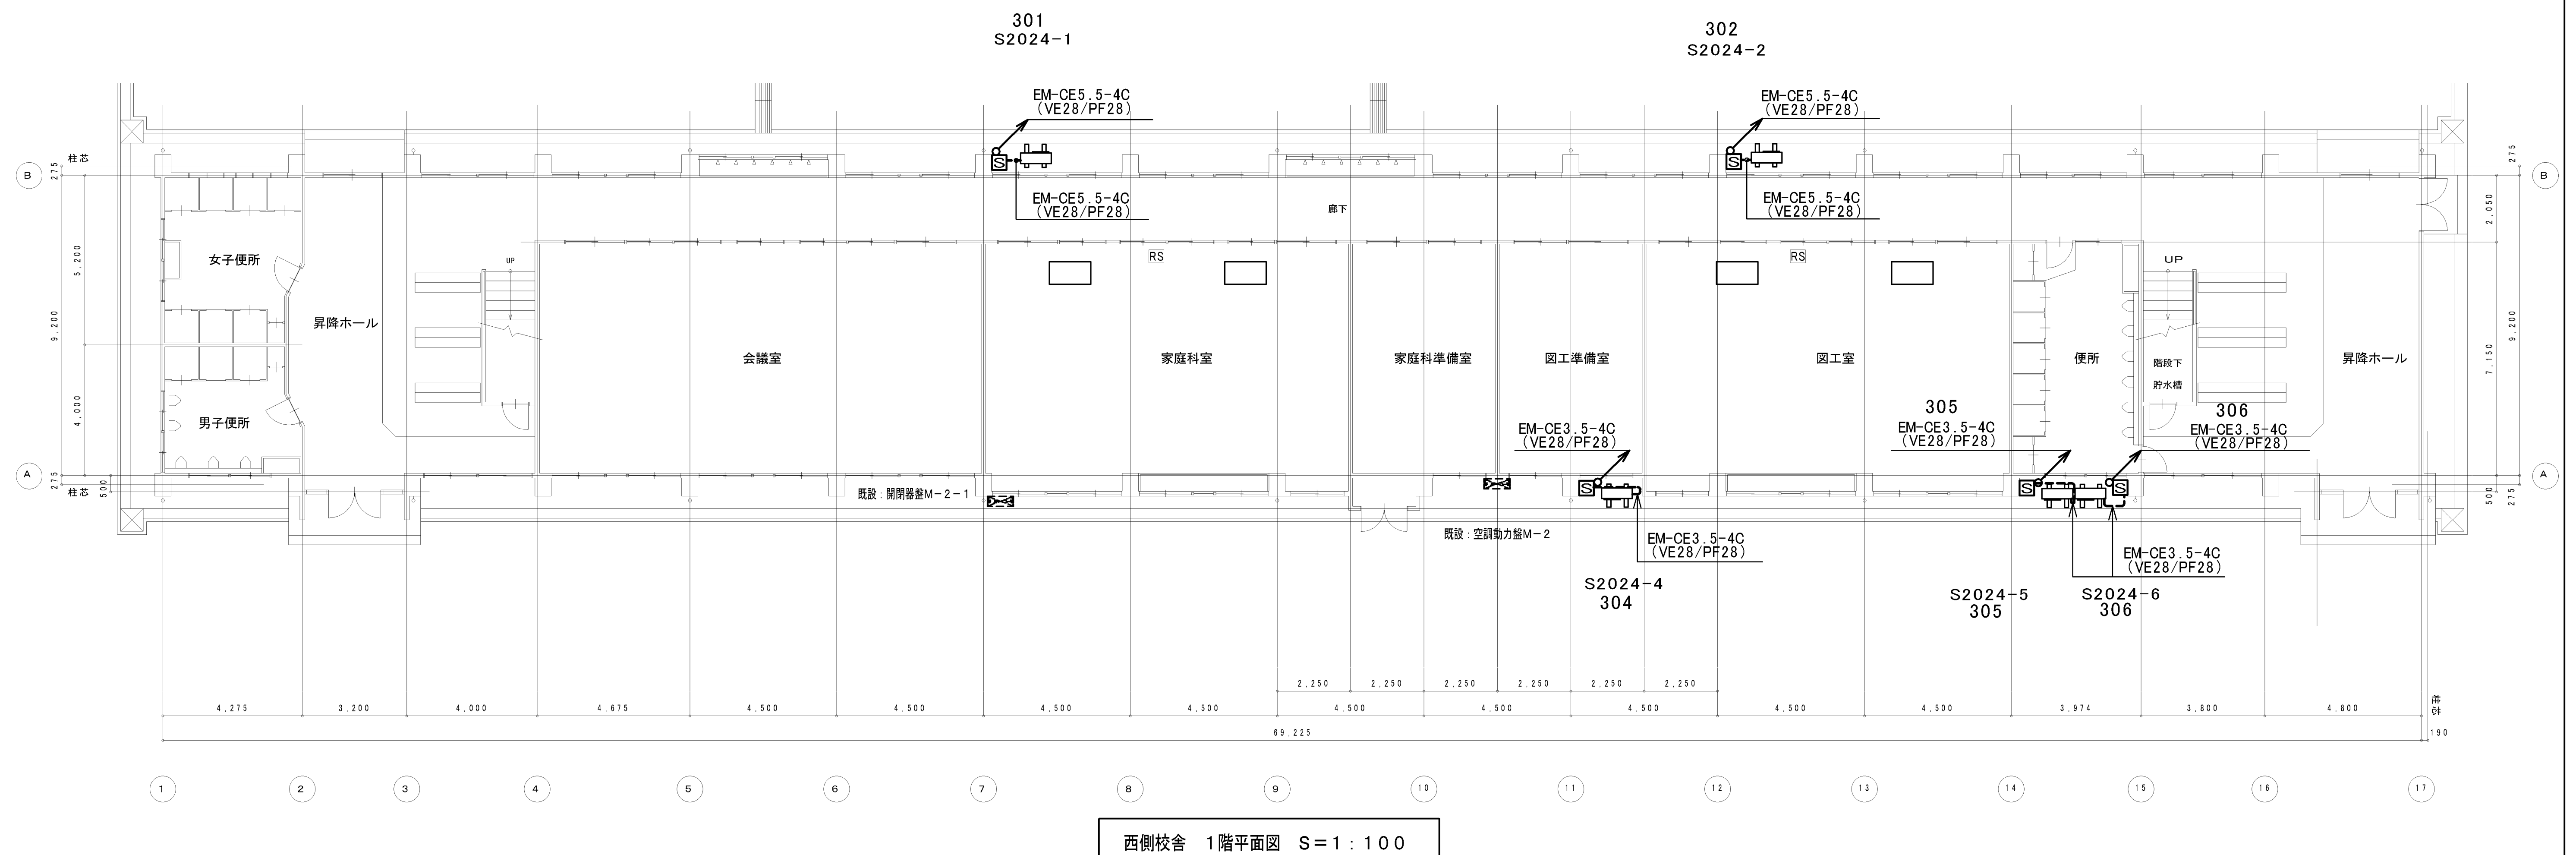 301
S2024-1
302
S2024-2
EM-CE5.5-4C
(VE28/PF28)
EM-CE5.5-4C
(VE28/PF28)
柱芯
275
B
S
S
275
B
EM-CE5.5-4C
(VE28/PF28)
EM-CE5.5-4C
(VE28/PF28)
廊下
2.050
5.200
女子便所
UP
RS
RS
UP
9.200
昇降ホール
会議室
家庭科室
家庭科準備室
図工準備室
図工室
便所
階段下
貯水槽
昇降ホール
7.150
9.200
4.000
男子便所
305
EM-CE3.5-4C
(VE28/PF28)
306
EM-CE3.5-4C
(VE28/PF28)
EM-CE3.5-4C
(VE28/PF28)
A
275
柱芯
500
既設:開閉器盤M-2-1
S
S
S
A
500
275
既設:空調動力盤M-2
EM-CE3.5-4C
(VE28/PF28)
EM-CE3.5-4C
(VE28/PF28)
S2024-4
304
S2024-5
305
S2024-6
306
2,250 2,250 2,250 2,250 2,250 2,250
4,275 3,200 4,000 4,675 4,500 4,500 4,500 4,500 4,500 4,500 4,500 4,500 4,500 3,974 3,800 4,800
柱芯
69,225
190
1 2 3 4 5 6 7 8 9 10 11 12 13 14 15 16 17
西側校舎 1階平面図 S=1:100